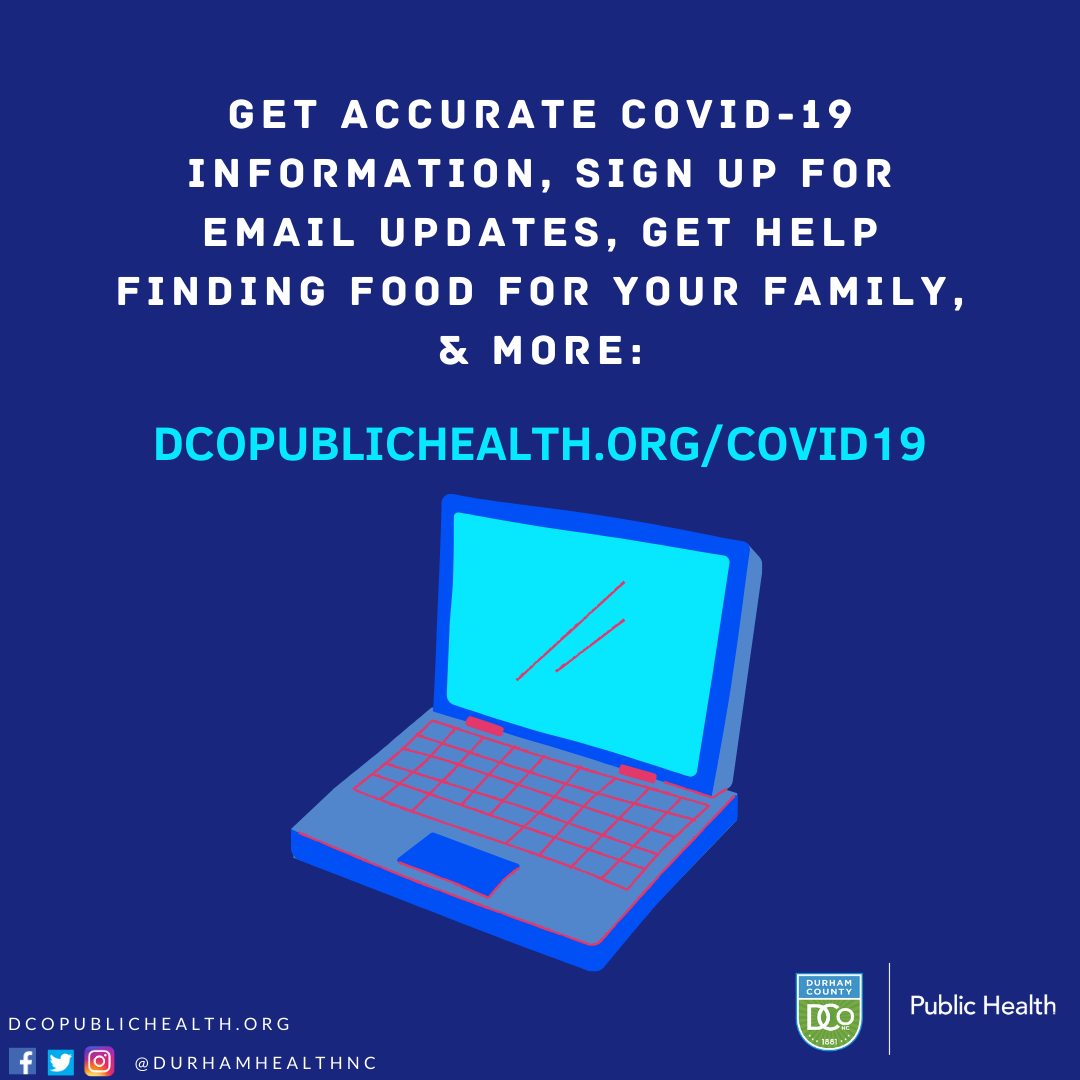 GET ACCURATE COVID-19
INFORMATION, SIGN UP FOR
EMAIL UPDATES, GET HELP
FINDING FOOD FOR YOUR FAMILY,
& MORE:
DCOPUBLICHEALTH.ORG/COVID19
DURHAM
COUNTY
DCo
NC
1881
Public Health
DCOPUBLICHEALTH.ORG
@DURHAMHEALTHNC